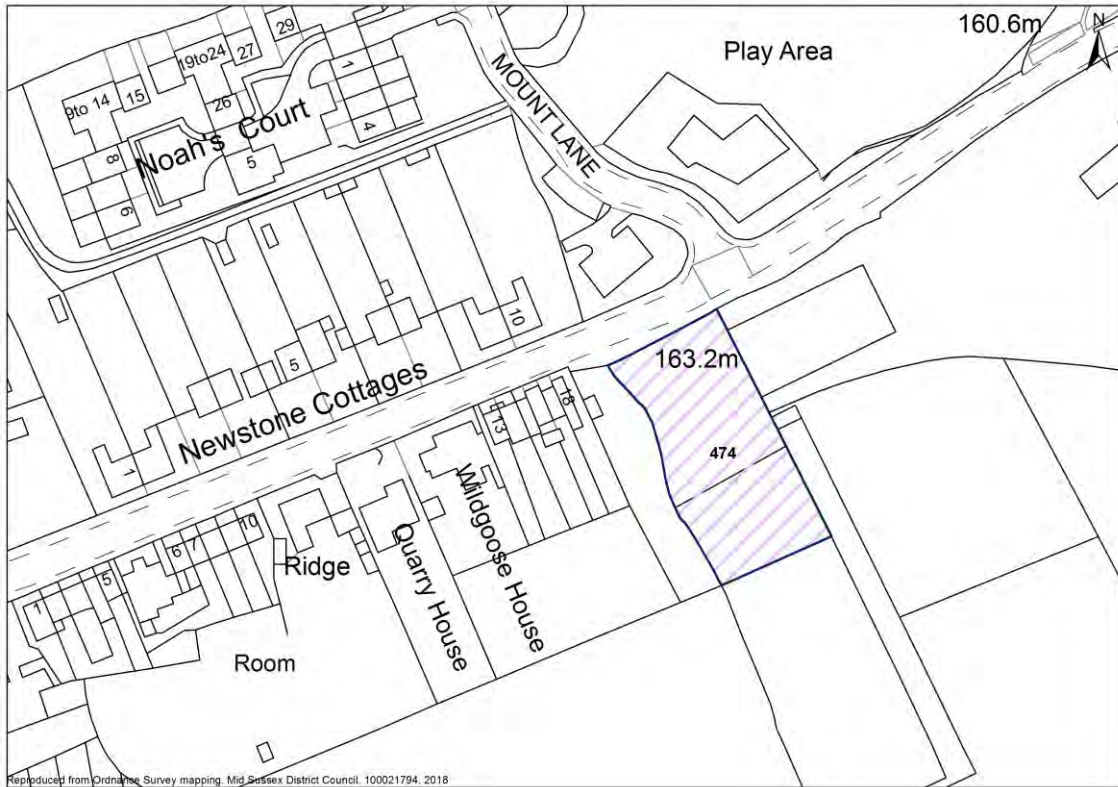 160.6m
N
Play Area
MOUNT LANE
29
27
19to24
26
15
9to 14
Noah's Court
8
6
5
1
4
10
5
1
Newstone Cottages
163.2m
474
18
13
Wildgoose House
Quarry House
Ridge
10
7
6
5
1
Room
Reproduced from Ordnance Survey mapping. Mid Sussex District Council. 100021794. 2018